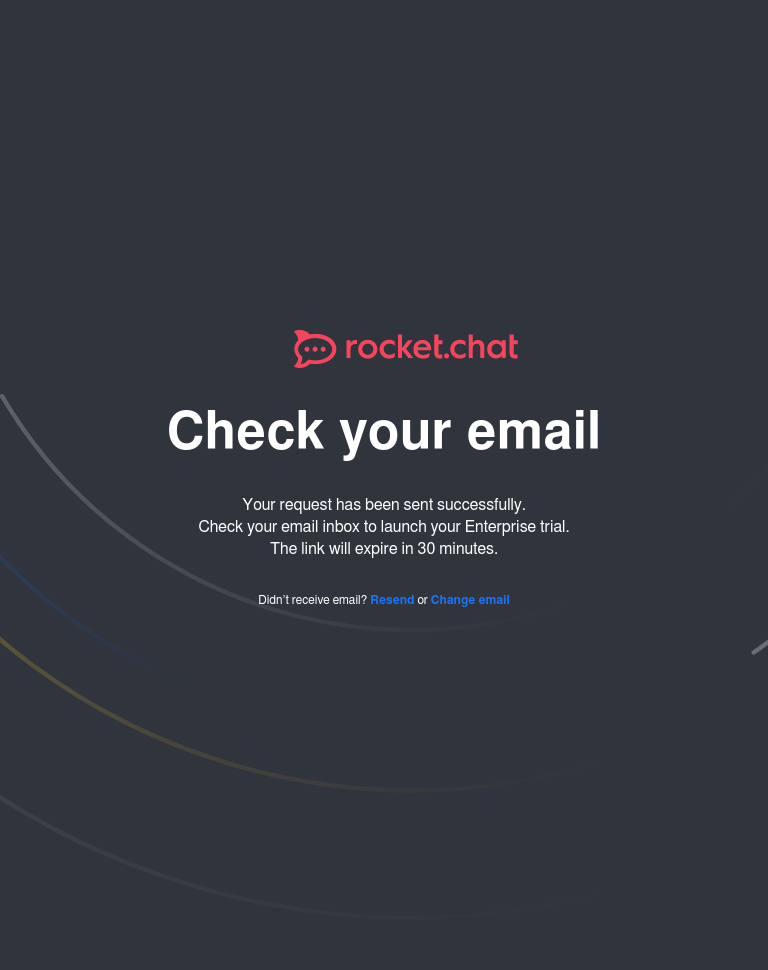 rocket.chat
Check your email
Your request has been sent successfully.
Check your email inbox to launch your Enterprise trial.
The link will expire in 30 minutes.
Didn’t receive email? Resend or Change email